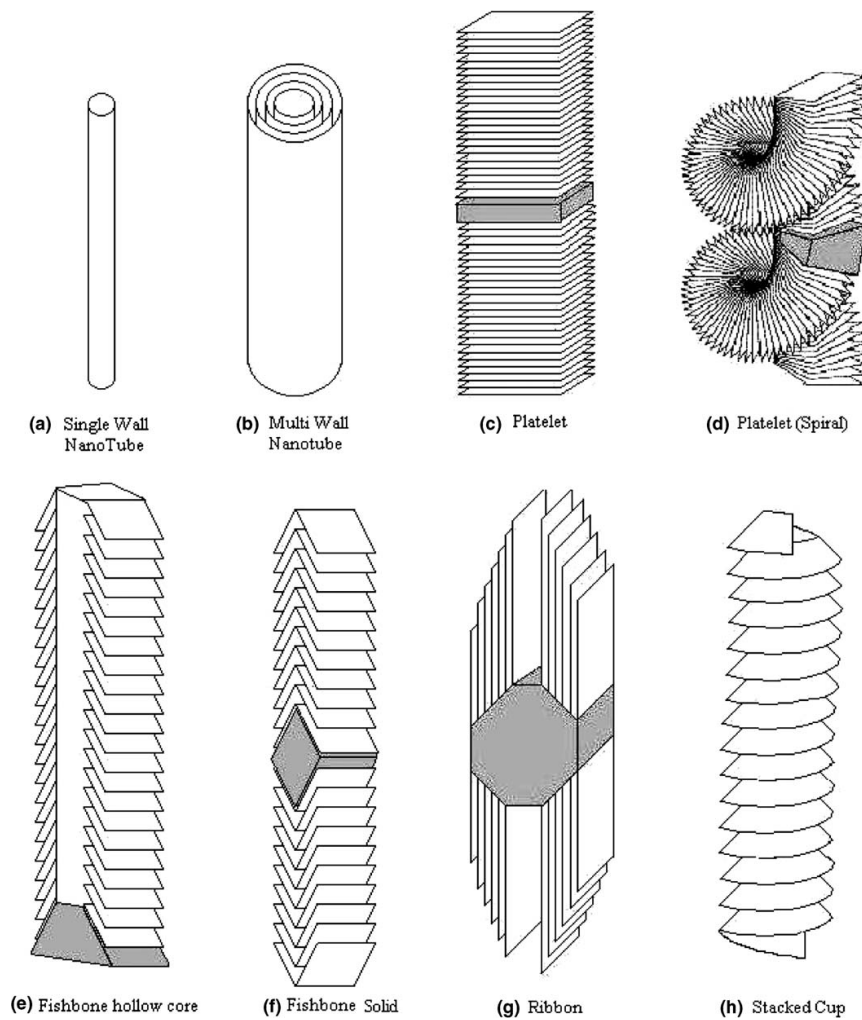 (a) Single Wall
NanoTube
(b) Multi Wall
Nanotube
(c) Platelet
(d) Platelet (Spiral)
(e) Fishbone hollow core
(f) Fishbone Solid
(g) Ribbon
(h) Stacked Cup